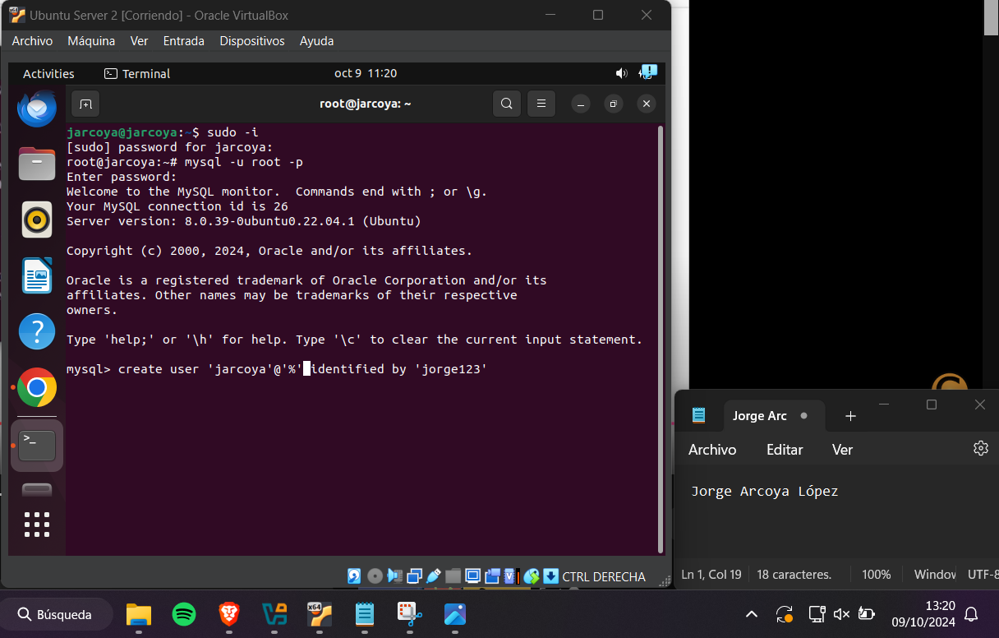 Ubuntu Server 2 [Corriendo] - Oracle VirtualBox
Archivo Máquina Ver Entrada Dispositivos Ayuda
Activities Terminal oct 9 11:20
root@jarcoya: ~
jarcoya@jarcoya:~$ sudo -i
[sudo] password for jarcoya:
root@jarcoya:~# mysql -u root -p
Enter password:
Welcome to the MySQL monitor.  Commands end with ; or \g.
Your MySQL connection id is 26
Server version: 8.0.39-0ubuntu0.22.04.1 (Ubuntu)
Copyright (c) 2000, 2024, Oracle and/or its affiliates.
Oracle is a registered trademark of Oracle Corporation and/or its
affiliates. Other names may be trademarks of their respective
owners.
Type 'help;' or '\h' for help. Type '\c' to clear the current input statement.
mysql> create user 'jarcoya'@'%' identified by 'jorge123'
CTRL DERECHA
Jorge Arc
Archivo Editar Ver
Jorge Arcoya López
Ln 1, Col 19 18 caracteres. 100% Window UTF-8
Búsqueda
13:20
09/10/2024